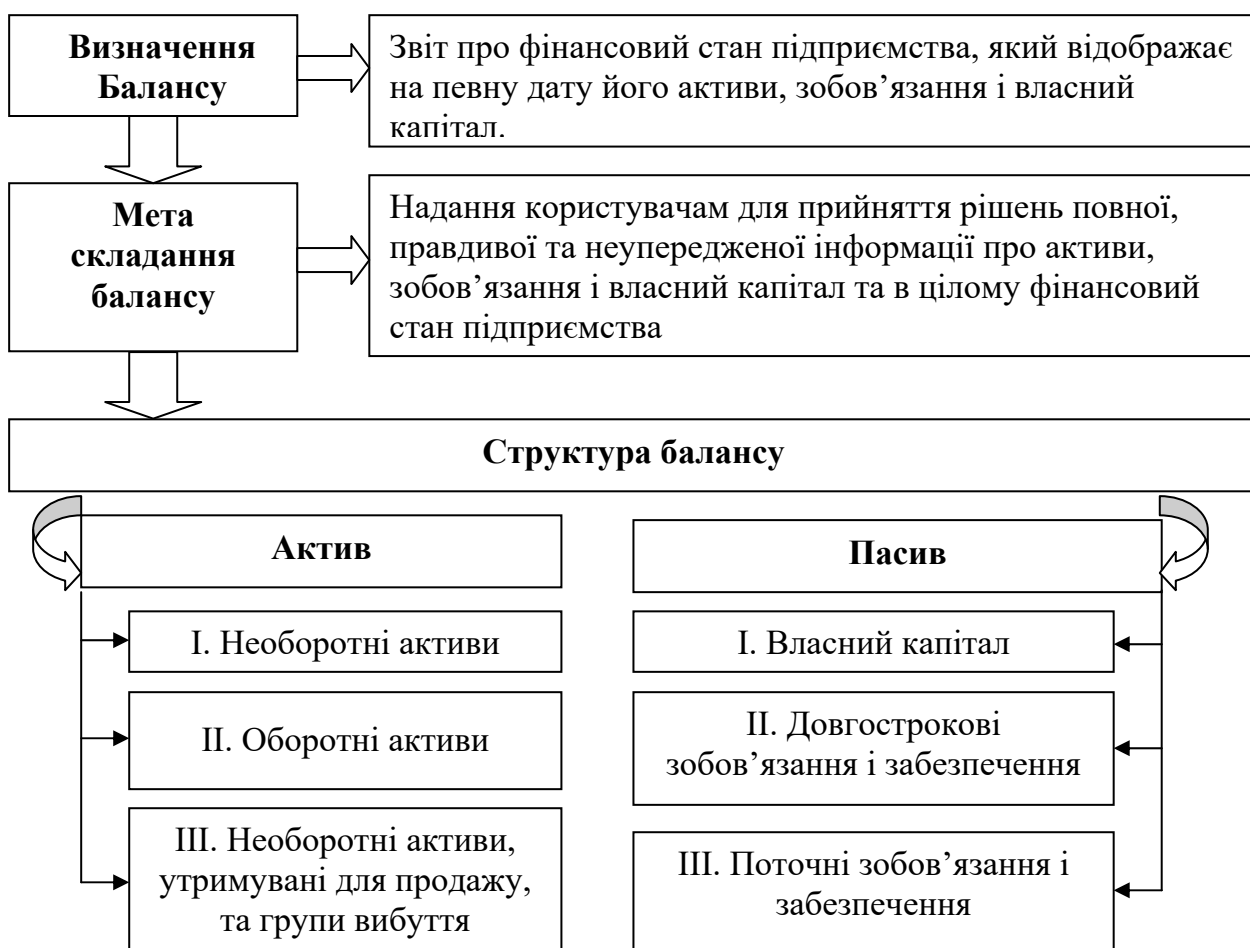 Визначення
Балансу
Звіт про фінансовий стан підприємства, який відображає
на певну дату його активи, зобов’язання і власний
капітал.
Мета
складання
балансу
Надання користувачам для прийняття рішень повної,
правдивої та неупередженої інформації про активи,
зобов’язання і власний капітал та в цілому фінансовий
стан підприємства
Структура балансу
Актив
І. Необоротні активи
ІІ. Оборотні активи
ІІІ. Необоротні активи,
утримувані для продажу,
та групи вибуття
Пасив
І. Власний капітал
ІІ. Довгострокові
зобов’язання і забезпечення
ІІІ. Поточні зобов’язання і
забезпечення